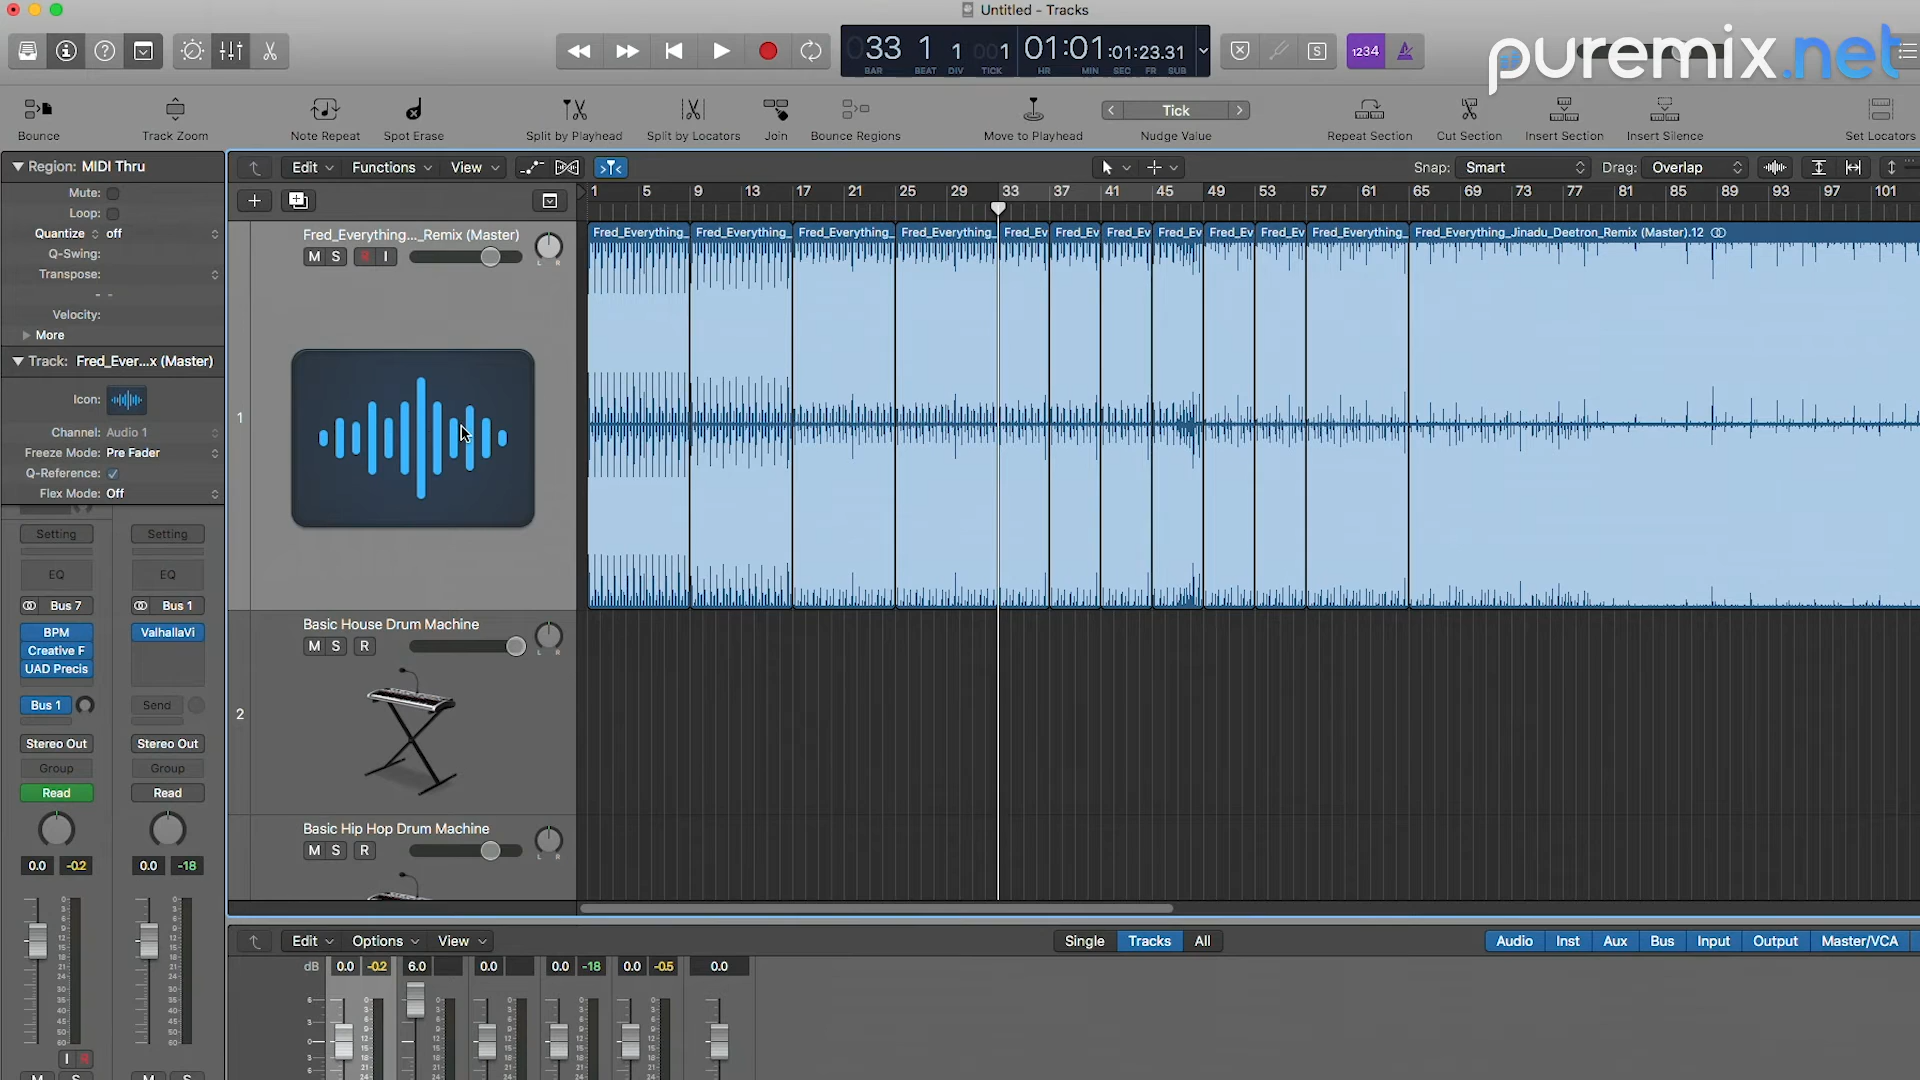 Untitled - Tracks
33 1 1 1 01:01:01:23.31
BAR BEAT DIV TICK HR MIN SEC FR SUB
S
1234
puremix.net
Bounce
Track Zoom
Note Repeat
Spot Erase
Split by Playhead
Split by Locators
Join
Bounce Regions
Move to Playhead
Tick
Nudge Value
Repeat Section
Cut Section
Insert Section
Insert Silence
Set Locators
Region: MIDI Thru
Mute:
Loop:
Quantize off
Q-Swing:
Transpose:
- -
Velocity:
More
Track: Fred_Ever...x (Master)
Icon:
Channel: Audio 1
Freeze Mode: Pre Fader
Q-Reference:
Flex Mode: Off
Edit Functions View
Snap: Smart
Drag: Overlap
1 5 9 13 17 21 25 29 33 37 41 45 49 53 57 61 65 69 73 77 81 85 89 93 97 101
1
Fred_Everything..._Remix (Master)
M S R I
L R
Fred_Everything_ Fred_Everything_ Fred_Everything_ Fred_Everything_ Fred_Ev Fred_Ev Fred_Ev Fred_Ev Fred_Ev Fred_Ev Fred_Everything_ Fred_Everything_Jinadu_Deetron_Remix (Master).12
2
Basic House Drum Machine
M S R
L R
Basic Hip Hop Drum Machine
M S R
L R
Setting Setting
EQ EQ
Bus 7 Bus 1
BPM ValhallaVi
Creative F
UAD Precis
Bus 1 Send
Stereo Out Stereo Out
Group Group
Read Read
0.0 -0.2 0.0 -18
I R
M S M S
Edit Options View
Single Tracks All
Audio Inst Aux Bus Input Output Master/VCA
dB 0.0 -0.2 6.0 0.0 0.0 -18 0.0 -0.5 0.0